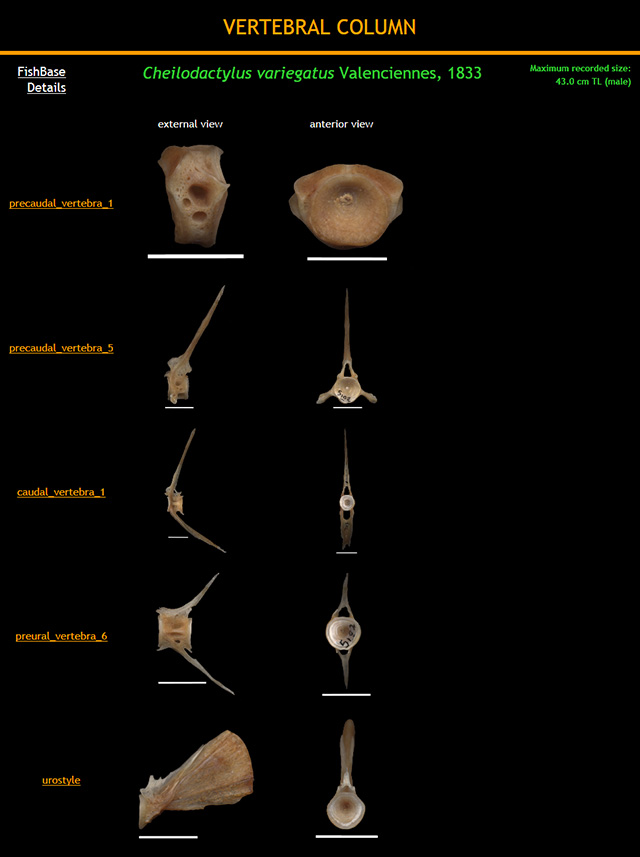 VERTEBRAL COLUMN
FishBase
Details
Cheilodactylus variegatus Valenciennes, 1833
Maximum recorded size:
43.0 cm TL (male)
external view
anterior view
precaudal_vertebra_1
precaudal_vertebra_5
caudal_vertebra_1
preural_vertebra_6
urostyle